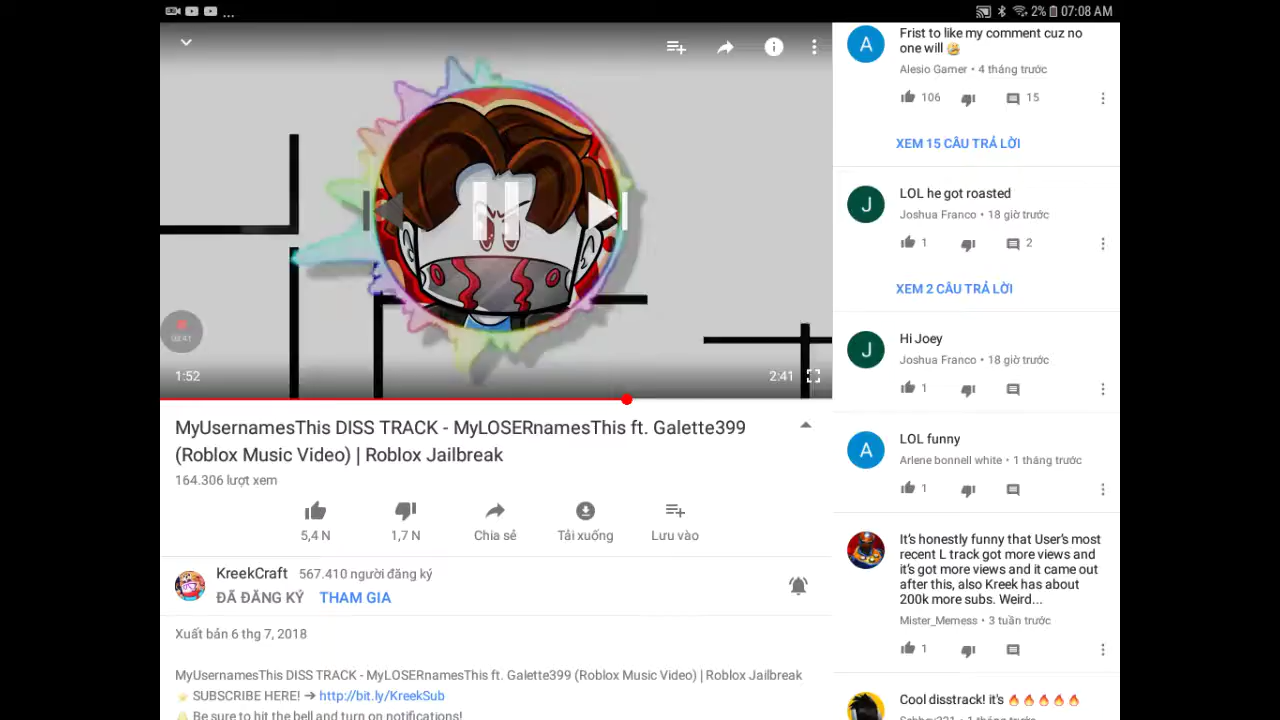 ...
2% 07:08 AM
03:41
1:52
2:41
MyUsernamesThis DISS TRACK - MyLOSERnamesThis ft. Galette399
(Roblox Music Video) | Roblox Jailbreak
164.306 lượt xem
5,4 N
1,7 N
Chia sẻ
Tải xuống
Lưu vào
KreekCraft 567.410 người đăng ký
ĐÃ ĐĂNG KÝ THAM GIA
Xuất bản 6 thg 7, 2018
MyUsernamesThis DISS TRACK - MyLOSERnamesThis ft. Galette399 (Roblox Music Video) | Roblox Jailbreak
⭐ SUBSCRIBE HERE! ➔ http://bit.ly/KreekSub
🔔 Be sure to hit the bell and turn on notifications!
A
Frist to like my comment cuz no
one will 🤣
Alesio Gamer • 4 tháng trước
106 15
XEM 15 CÂU TRẢ LỜI
J
LOL he got roasted
Joshua Franco • 18 giờ trước
1 2
XEM 2 CÂU TRẢ LỜI
J
Hi Joey
Joshua Franco • 18 giờ trước
1
A
LOL funny
Arlene bonnell white • 1 tháng trước
1
It's honestly funny that User's most
recent L track got more views and
it's got more views and it came out
after this, also Kreek has about
200k more subs. Weird...
Mister_Memess • 3 tuần trước
1
Cool disstrack! it's 🔥🔥🔥🔥🔥
1 tháng trước